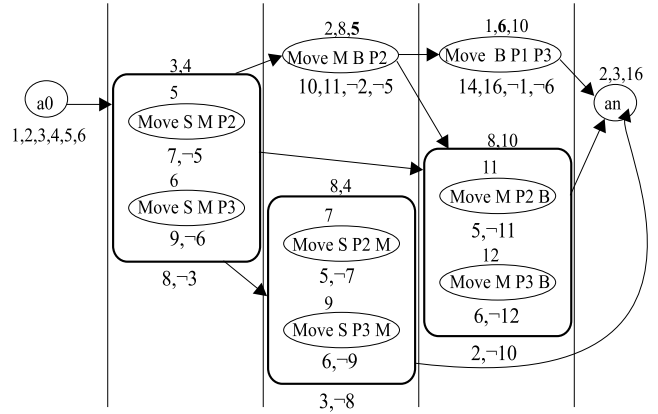 a0
1,2,3,4,5,6
3,4
5
Move S M P2
7,¬5
6
Move S M P3
9,¬6
8,¬3
2,8,5
Move M B P2
10,11,¬2,¬5
8,4
7
Move S P2 M
5,¬7
9
Move S P3 M
6,¬9
3,¬8
1,6,10
Move B P1 P3
14,16,¬1,¬6
8,10
11
Move M P2 B
5,¬11
12
Move M P3 B
6,¬12
2,¬10
2,3,16
an